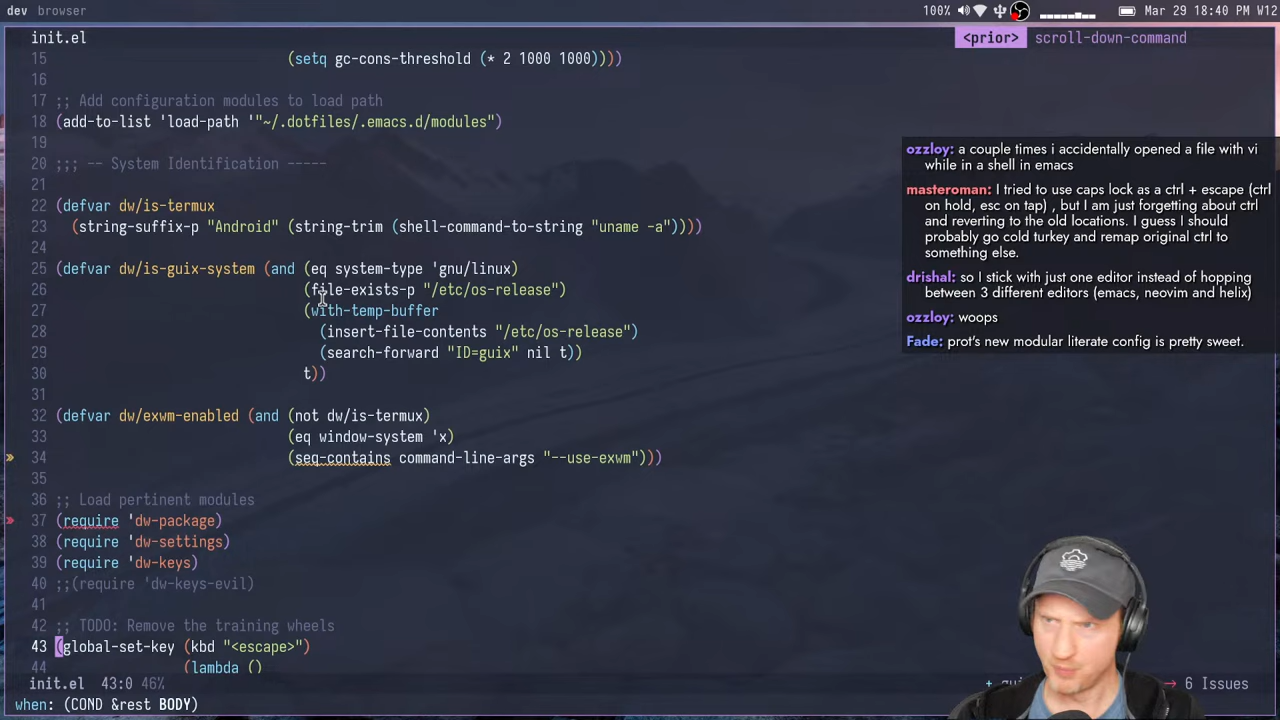 dev browser
100% Mar 29 18:40 PM W12
init.el
<prior> scroll-down-command
15 (setq gc-cons-threshold (* 2 1000 1000))))
16
17 ;; Add configuration modules to load path
18 (add-to-list 'load-path '"~/.dotfiles/.emacs.d/modules")
19
20 ;;; -- System Identification -----
21
22 (defvar dw/is-termux
23 (string-suffix-p "Android" (string-trim (shell-command-to-string "uname -a"))))
24
25 (defvar dw/is-guix-system (and (eq system-type 'gnu/linux)
26 (file-exists-p "/etc/os-release")
27 (with-temp-buffer
28 (insert-file-contents "/etc/os-release")
29 (search-forward "ID=guix" nil t))
30 t))
31
32 (defvar dw/exwm-enabled (and (not dw/is-termux)
33 (eq window-system 'x)
34 (seq-contains command-line-args "--use-exwm")))
35
36 ;; Load pertinent modules
37 (require 'dw-package)
38 (require 'dw-settings)
39 (require 'dw-keys)
40 ;;(require 'dw-keys-evil)
41
42 ;; TODO: Remove the training wheels
43 (global-set-key (kbd "<escape>")
44 (lambda ()
init.el 43:0 46%
6 Issues
when: (COND &rest BODY)
ozzloy: a couple times i accidentally opened a file with vi
while in a shell in emacs
masteroman: I tried to use caps lock as a ctrl + escape (ctrl
on hold, esc on tap) , but I am just forgetting about ctrl
and reverting to the old locations. I guess I should
probably go cold turkey and remap original ctrl to
something else.
drishal: so I stick with just one editor instead of hopping
between 3 different editors (emacs, neovim and helix)
ozzloy: woops
Fade: prot's new modular literate config is pretty sweet.